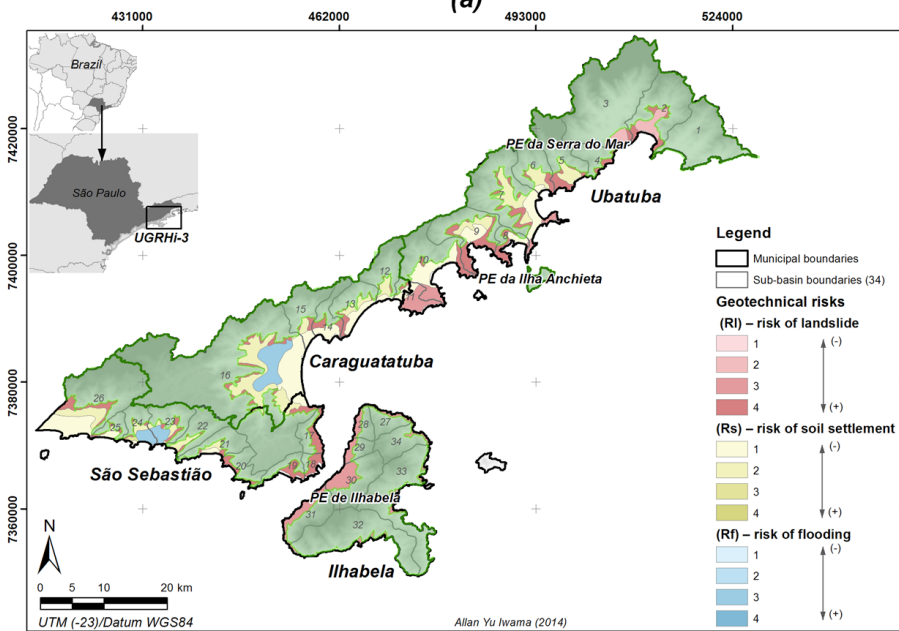 (a)
431000 462000 493000 524000
7420000
7400000
7380000
7360000
Brazil
São Paulo
UGRHi-3
PE da Serra do Mar
Ubatuba
PE da Ilha Anchieta
Caraguatatuba
São Sebastião
PE de Ilhabela
Ilhabela
1
2
3
4
5
6
7
8
9
10
12
13
14
15
16
17
18
19
20
21
22
23
24
25
26
27
28
29
30
31
32
33
34
Legend
Municipal boundaries
Sub-basin boundaries (34)
Geotechnical risks
(Rl) – risk of landslide
1 (-)
2
3
4 (+)
(Rs) – risk of soil settlement
1 (-)
2
3
4 (+)
(Rf) – risk of flooding
1 (-)
2
3
4 (+)
N
0 5 10 20 km
UTM (-23)/Datum WGS84
Allan Yu Iwama (2014)